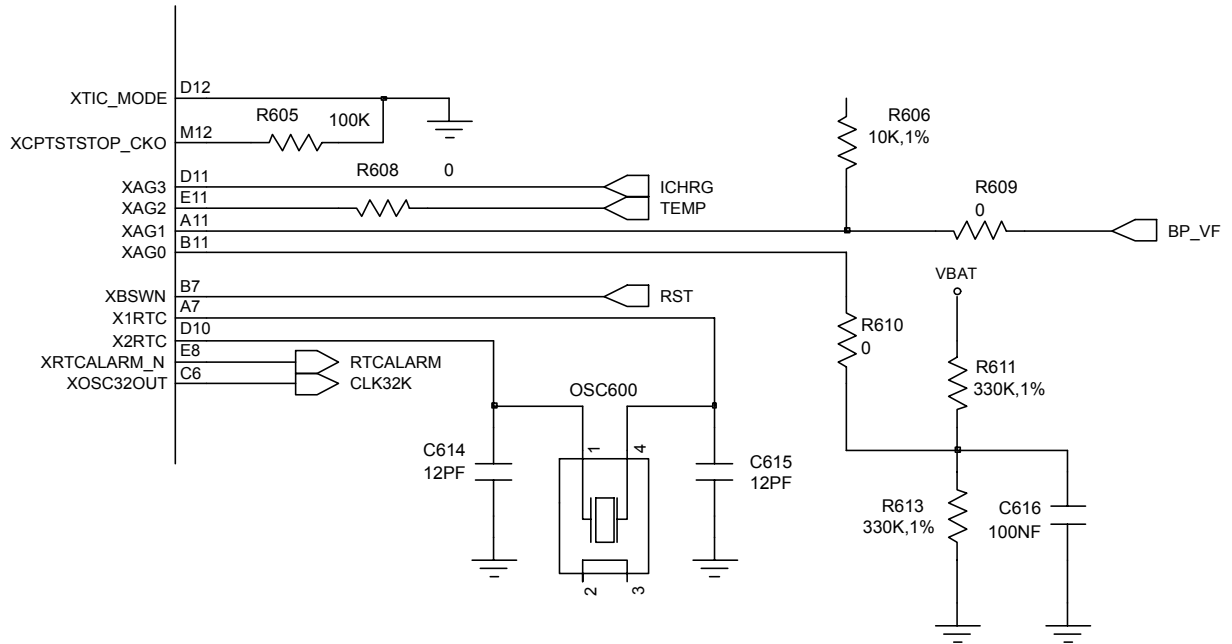 XTIC_MODE
D12
XCPTSTSTOP_CKO
M12
R605
100K
XAG3
D11
R608
0
ICHRG
XAG2
E11
TEMP
XAG1
A11
XAG0
B11
R606
10K,1%
R609
0
BP_VF
XBSWN
B7
RST
X1RTC
A7
X2RTC
D10
XRTCALARM_N
E8
RTCALARM
XOSC32OUT
C6
CLK32K
VBAT
R610
0
R611
330K,1%
OSC600
C614
12PF
1
4
2
3
C615
12PF
R613
330K,1%
C616
100NF